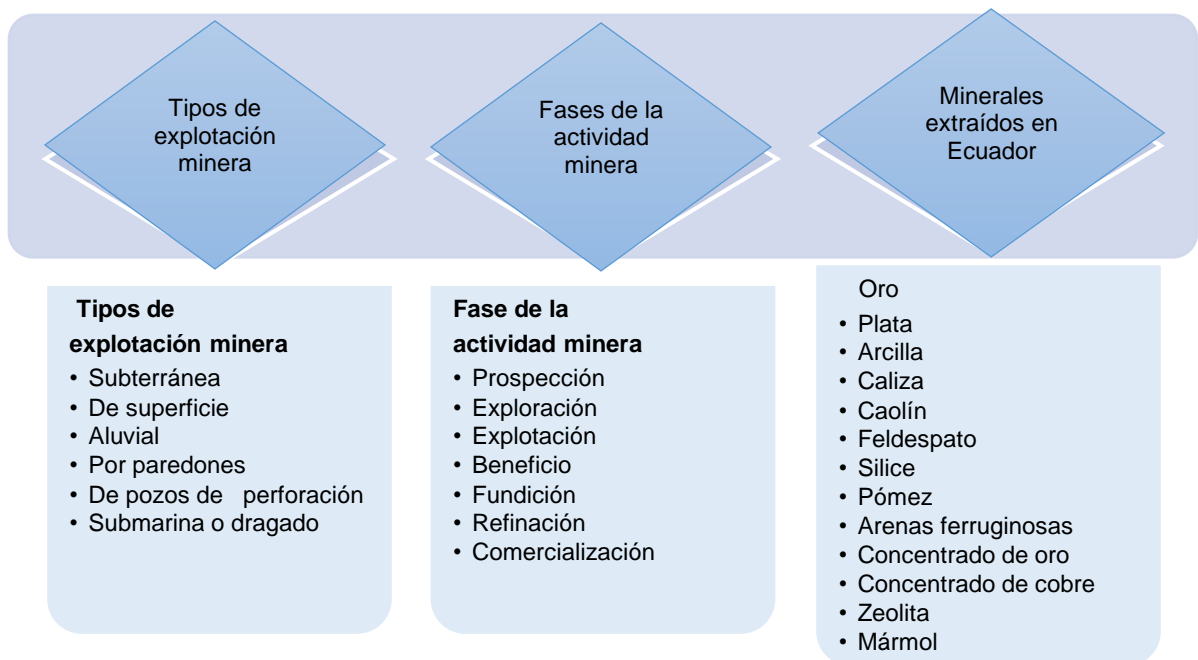 Tipos de
explotación
minera
Fases de la
actividad
minera
Minerales
extraídos en
Ecuador
Tipos de
explotación minera
• Subterránea
• De superficie
• Aluvial
• Por paredones
• De pozos de perforación
• Submarina o dragado
Fase de la
actividad minera
• Prospección
• Exploración
• Explotación
• Beneficio
• Fundición
• Refinación
• Comercialización
Oro
• Plata
• Arcilla
• Caliza
• Caolín
• Feldespato
• Silice
• Pómez
• Arenas ferruginosas
• Concentrado de oro
• Concentrado de cobre
• Zeolita
• Mármol